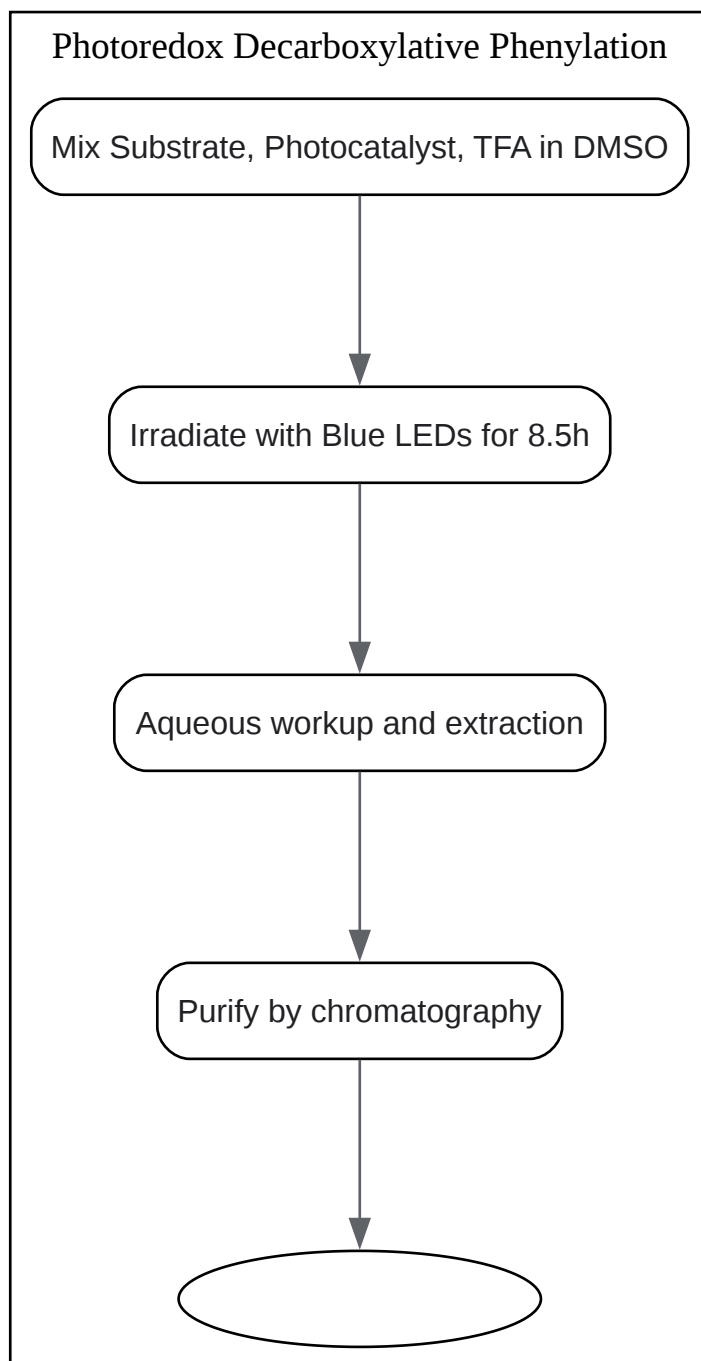 Photoredox Decarboxylative Phenylation
Mix Substrate, Photocatalyst, TFA in DMSO
Irradiate with Blue LEDs for 8.5h
Aqueous workup and extraction
Purify by chromatography